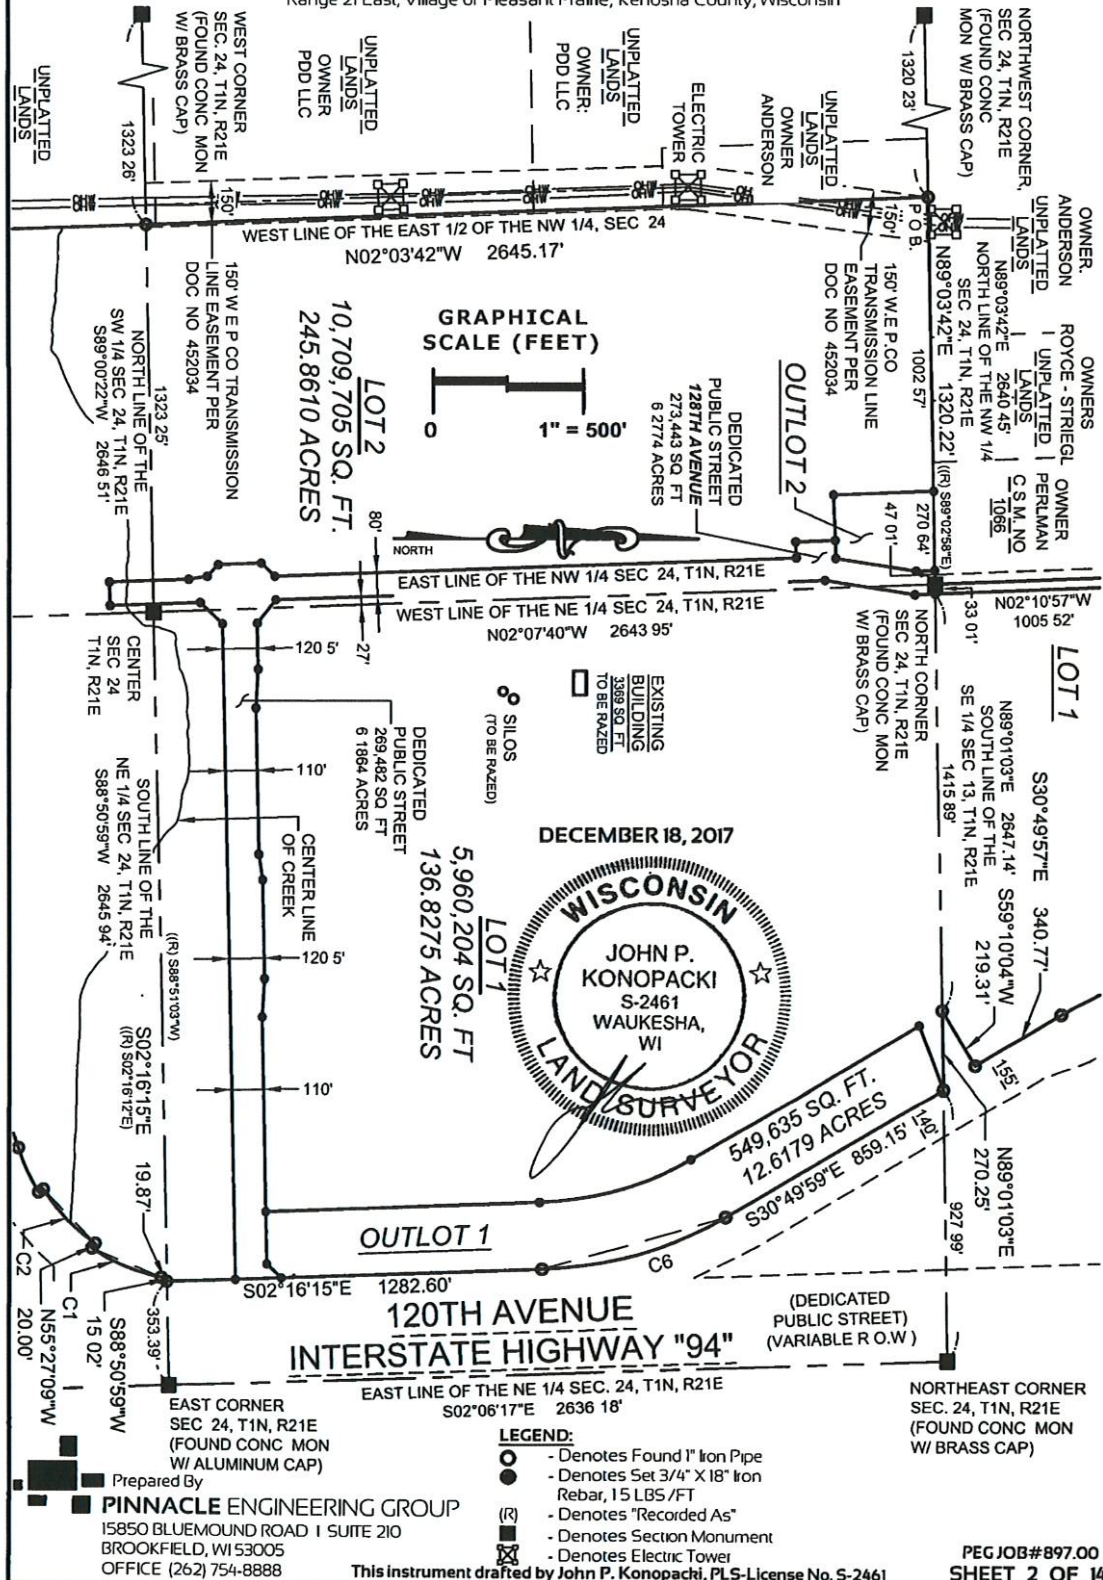 Range 21 East, Village of Pleasant Prairie, Kenosha County, Wisconsin
WEST CORNER
SEC. 24, T1N, R21E
(FOUND CONC MON
W/ BRASS CAP)
UNPLATTED
LANDS
1323 26'
UNPLATTED
LANDS
OWNER
PDD LLC
UNPLATTED
LANDS
OWNER:
PDD LLC
ELECTRIC
TOWER
UNPLATTED
LANDS
OWNER
ANDERSON
1320 23'
NORTHWEST CORNER,
SEC 24, T1N, R21E
(FOUND CONC
MON W/ BRASS CAP)
OWNER.
ANDERSON
UNPLATTED
LANDS
OWNERS
ROYCE - STRIEGL
UNPLATTED
LANDS
OWNER
PERLMAN
C.S.M. NO
1066
N89°03'42"E 2640 45'
NORTH LINE OF THE NW 1/4
SEC 24, T1N, R21E
N89°03'42"E 1320.22'
((R) S89°02'58"E)
P O B.
1002 57'
270 64'
47 01'
150'
OHW
OHW
OHW
OHW
OHW
OHW
150'
WEST LINE OF THE EAST 1/2 OF THE NW 1/4, SEC 24
N02°03'42"W 2645.17'
150' W E P CO TRANSMISSION
LINE EASEMENT PER
DOC NO 452034
150' W.E P.CO
TRANSMISSION LINE
EASEMENT PER
DOC NO 452034
1323 25'
NORTH LINE OF THE
SW 1/4 SEC 24, T1N, R21E
S89°00'22"W 2646 51'
LOT 2
10,709,705 SQ. FT.
245.8610 ACRES
GRAPHICAL
SCALE (FEET)
0
1" = 500'
OUTLOT 2
DEDICATED
PUBLIC STREET
128TH AVENUE
273,443 SQ FT
6 2774 ACRES
NORTH
80'
27'
EAST LINE OF THE NW 1/4 SEC 24, T1N, R21E
WEST LINE OF THE NE 1/4 SEC 24, T1N, R21E
N02°07'40"W 2643 95'
33 01'
N02°10'57"W
1005 52'
LOT 1
CENTER
SEC 24
T1N, R21E
120 5'
110'
120 5'
110'
DEDICATED
PUBLIC STREET
269,482 SQ FT
6 1864 ACRES
CENTER LINE
OF CREEK
SILOS
(TO BE RAZED)
EXISTING
BUILDING
3369 SQ FT
TO BE RAZED
NORTH CORNER
SEC 24, T1N, R21E
(FOUND CONC MON
W/ BRASS CAP)
1415 89'
N89°01'03"E 2647.14'
SOUTH LINE OF THE
SE 1/4 SEC 13, T1N, R21E
S59°10'04"W
219.31'
S30°49'57"E 340.77'
155'
SOUTH LINE OF THE
NE 1/4 SEC 24, T1N, R21E
S88°50'59"W 2645 94'
((R) S88°51'03"W)
LOT 1
5,960,204 SQ. FT
136.8275 ACRES
DECEMBER 18, 2017
WISCONSIN
JOHN P.
KONOPACKI
S-2461
WAUKESHA,
WI
LAND SURVEYOR
549,635 SQ. FT.
12.6179 ACRES
S30°49'59"E 859.15'
140'
N89°01'03"E
270.25'
927 99'
S02°16'15"E 19.87'
((R) S02°16'12"E)
OUTLOT 1
C6
S02°16'15"E 1282.60'
C2
C1
N55°27'09"W
20.00'
S88°50'59"W
15 02'
353.39'
120TH AVENUE
INTERSTATE HIGHWAY "94"
(DEDICATED
PUBLIC STREET)
(VARIABLE R O.W )
EAST LINE OF THE NE 1/4 SEC. 24, T1N, R21E
S02°06'17"E 2636 18'
EAST CORNER
SEC 24, T1N, R21E
(FOUND CONC MON
W/ ALUMINUM CAP)
NORTHEAST CORNER
SEC. 24, T1N, R21E
(FOUND CONC MON
W/ BRASS CAP)
LEGEND:
- Denotes Found 1" Iron Pipe
- Denotes Set 3/4" X 18" Iron
Rebar, 1 5 LBS /FT
(R) - Denotes "Recorded As"
- Denotes Section Monument
- Denotes Electric Tower
Prepared By
PINNACLE ENGINEERING GROUP
15850 BLUEMOUND ROAD | SUITE 210
BROOKFIELD, WI 53005
OFFICE (262) 754-8888
This instrument drafted by John P. Konopacki, PLS-License No. S-2461
PEG JOB#897.00
SHEET 2 OF 14